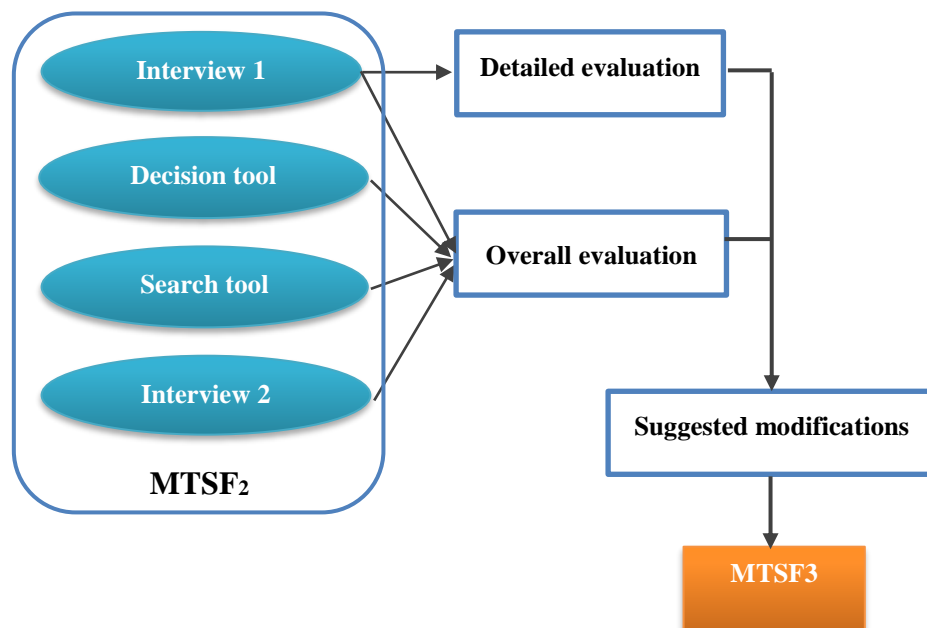 Interview 1
Decision tool
Search tool
Interview 2
MTSF₂
Detailed evaluation
Overall evaluation
Suggested modifications
MTSF3